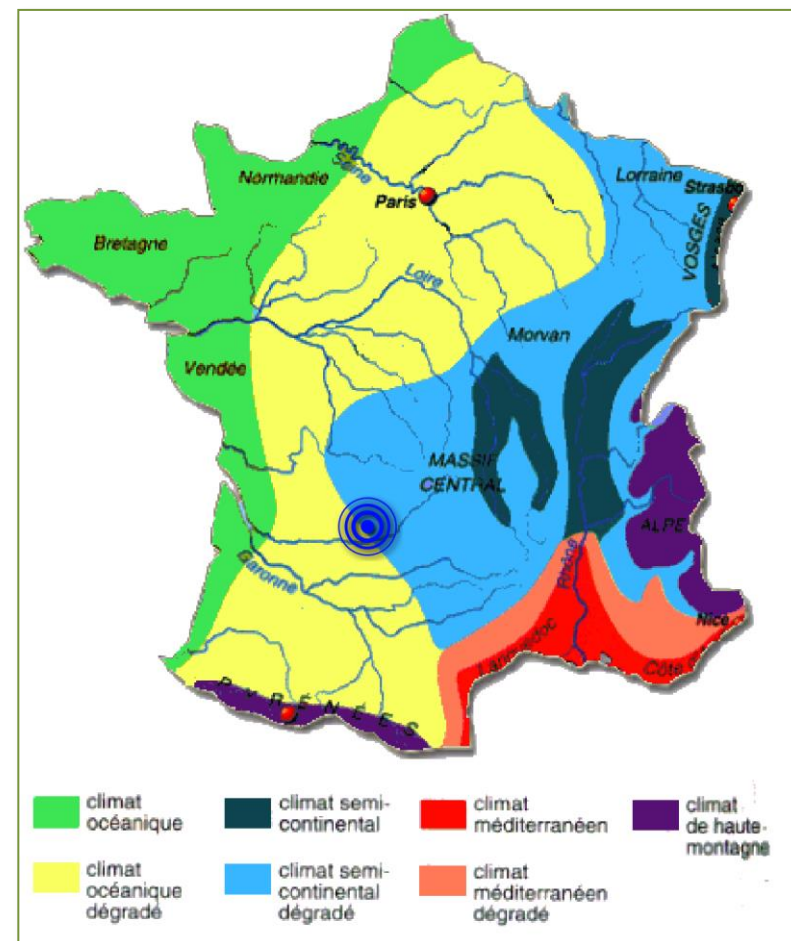 Normandie
Seine
Paris
Lorraine
Strasbo
VOSGES
Bretagne
Loire
Morvan
Vendée
MASSIF
CENTRAL
ALPE
Garonne
Rhône
Nice
Languedoc
Côte d
PYRÉNÉES
climat
océanique
climat semi-
continental
climat
méditerranéen
climat
de haute-
montagne
climat
océanique
dégradé
climat semi-
continental
dégradé
climat
méditerranéen
dégradé